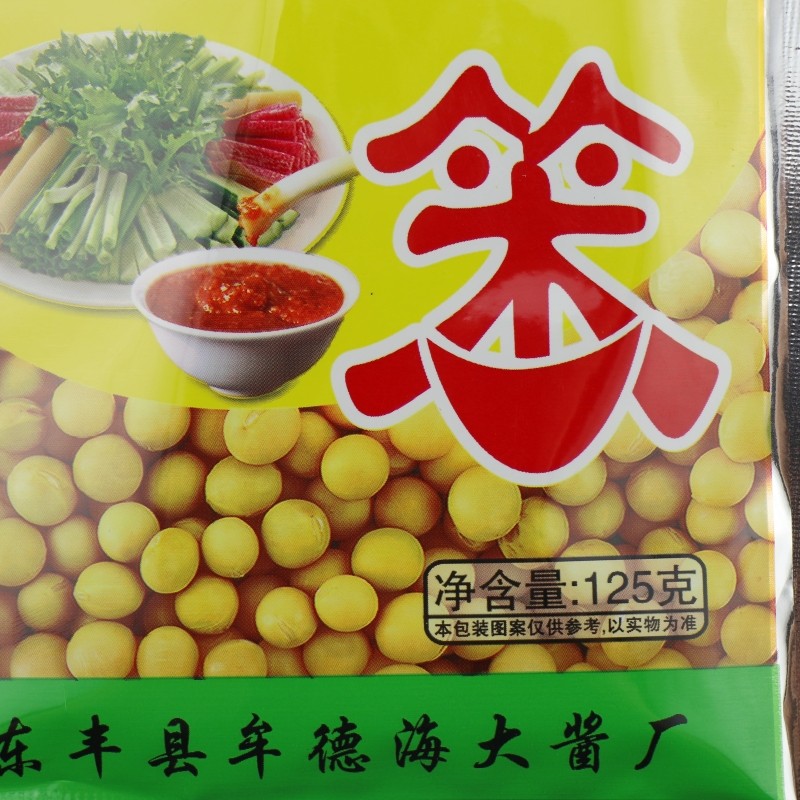 笨
净含量:125克
本包装图案仅供参考,以实物为准
东丰县牟德海大酱厂